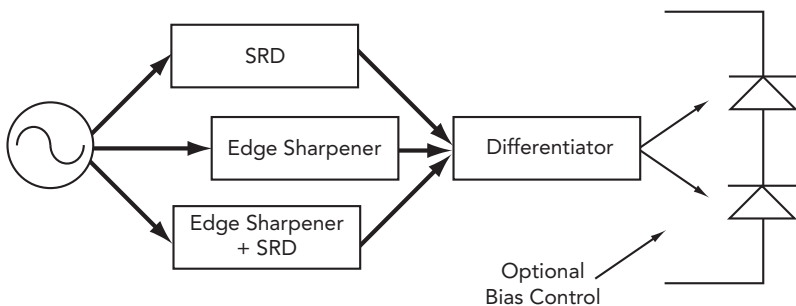 SRD
Edge Sharpener
Differentiator
Edge Sharpener
+ SRD
Optional
Bias Control